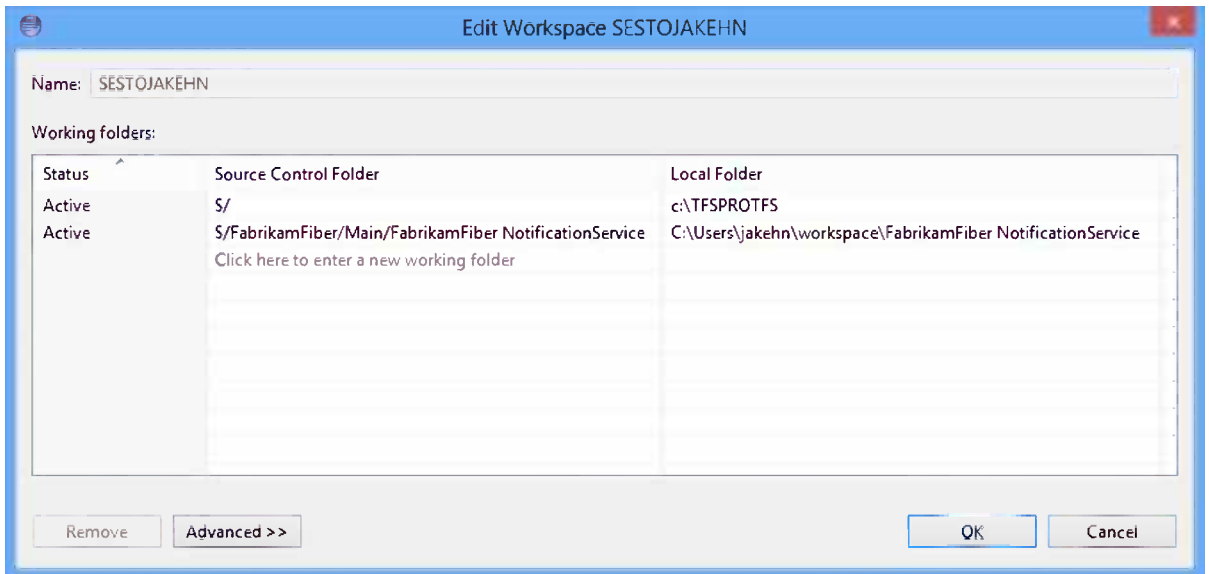 Edit Workspace SESTOJAKEHN
Name: SESTOJAKEHN
Working folders:
Status Source Control Folder Local Folder
Active $/ c:\TFSPROTFS
Active $/FabrikamFiber/Main/FabrikamFiber NotificationService C:\Users\jakehn\workspace\FabrikamFiber NotificationService
Click here to enter a new working folder
Remove Advanced >> OK Cancel